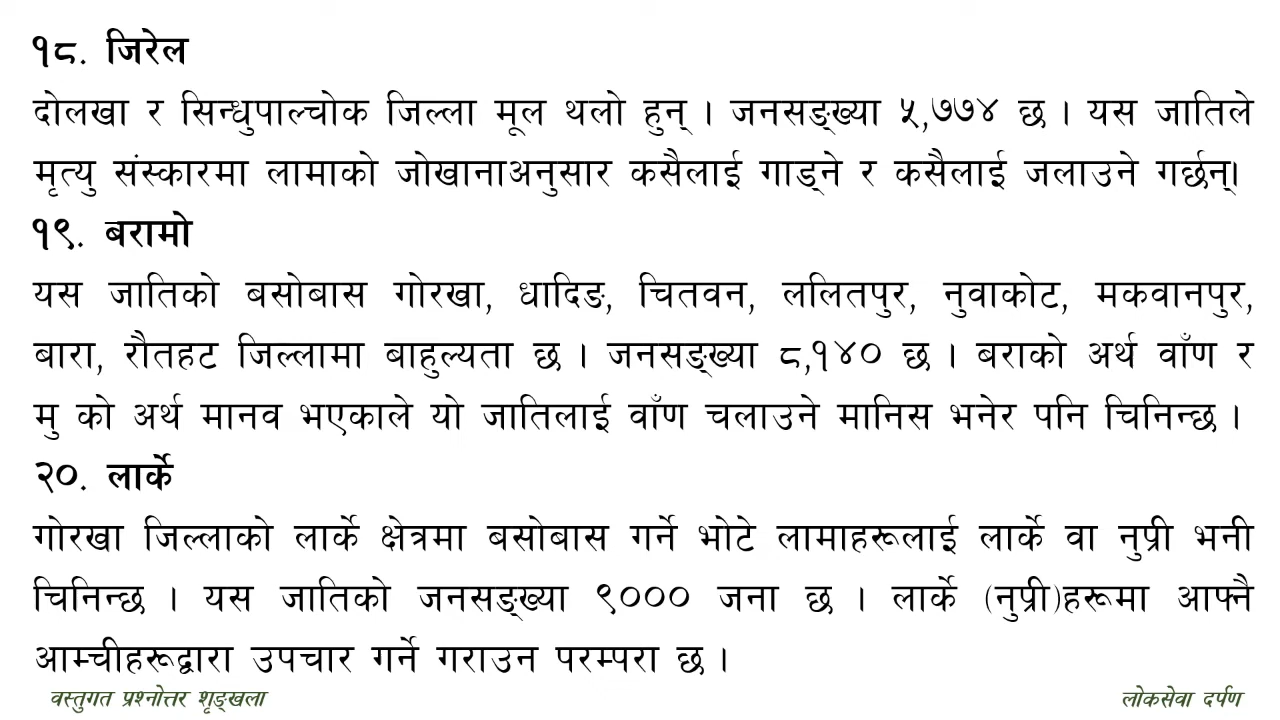 १८. जिरेल
दोलखा र सिन्धुपाल्चोक जिल्ला मूल थलो हुन् । जनसङ्ख्या ५,७७४ छ । यस जातिले
मृत्यु संस्कारमा लामाको जोखानाअनुसार कसैलाई गाड्ने र कसैलाई जलाउने गर्छन्।
१९. बरामो
यस जातिको बसोबास गोरखा, धादिङ, चितवन, ललितपुर, नुवाकोट, मकवानपुर,
बारा, रौतहट जिल्लामा बाहुल्यता छ । जनसङ्ख्या ८,१४० छ । बराको अर्थ वाँण र
मु को अर्थ मानव भएकाले यो जातिलाई वाँण चलाउने मानिस भनेर पनि चिनिन्छ ।
२०. लार्के
गोरखा जिल्लाको लार्के क्षेत्रमा बसोबास गर्ने भोटे लामाहरूलाई लार्के वा नुप्री भनी
चिनिन्छ । यस जातिको जनसङ्ख्या ९००० जना छ । लार्के (नुप्री)हरूमा आफ्नै
आम्चीहरूद्वारा उपचार गर्ने गराउन परम्परा छ ।
वस्तुगत प्रश्नोत्तर शृङ्खला
लोकसेवा दर्पण